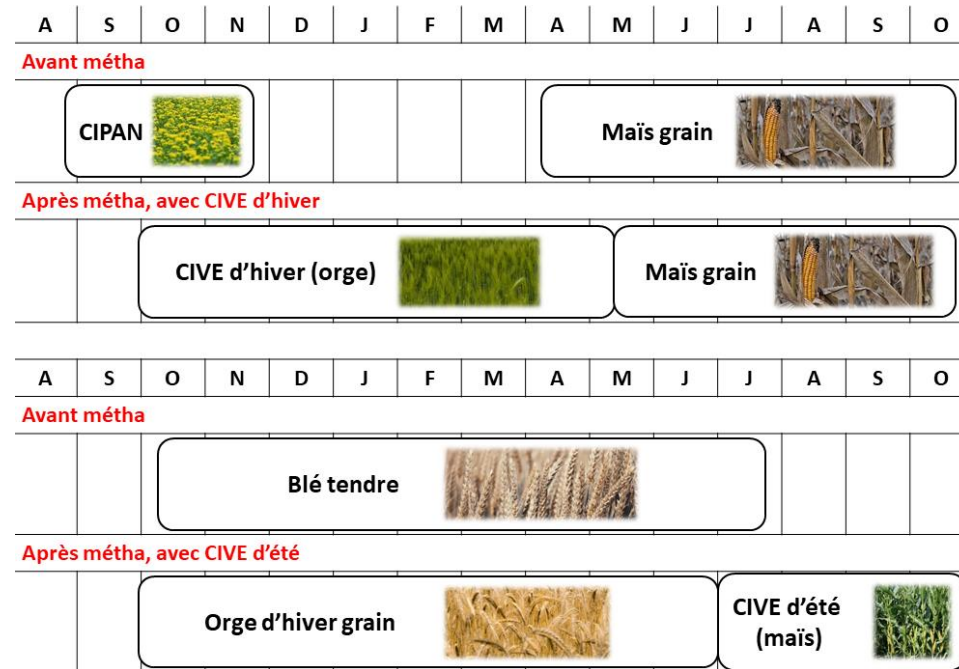 A S O N D J F M A M J J A S O
Avant métha
CIPAN
Maïs grain
Après métha, avec CIVE d'hiver
CIVE d'hiver (orge)
Maïs grain
A S O N D J F M A M J J A S O
Avant métha
Blé tendre
Après métha, avec CIVE d'été
Orge d'hiver grain
CIVE d'été
(maïs)